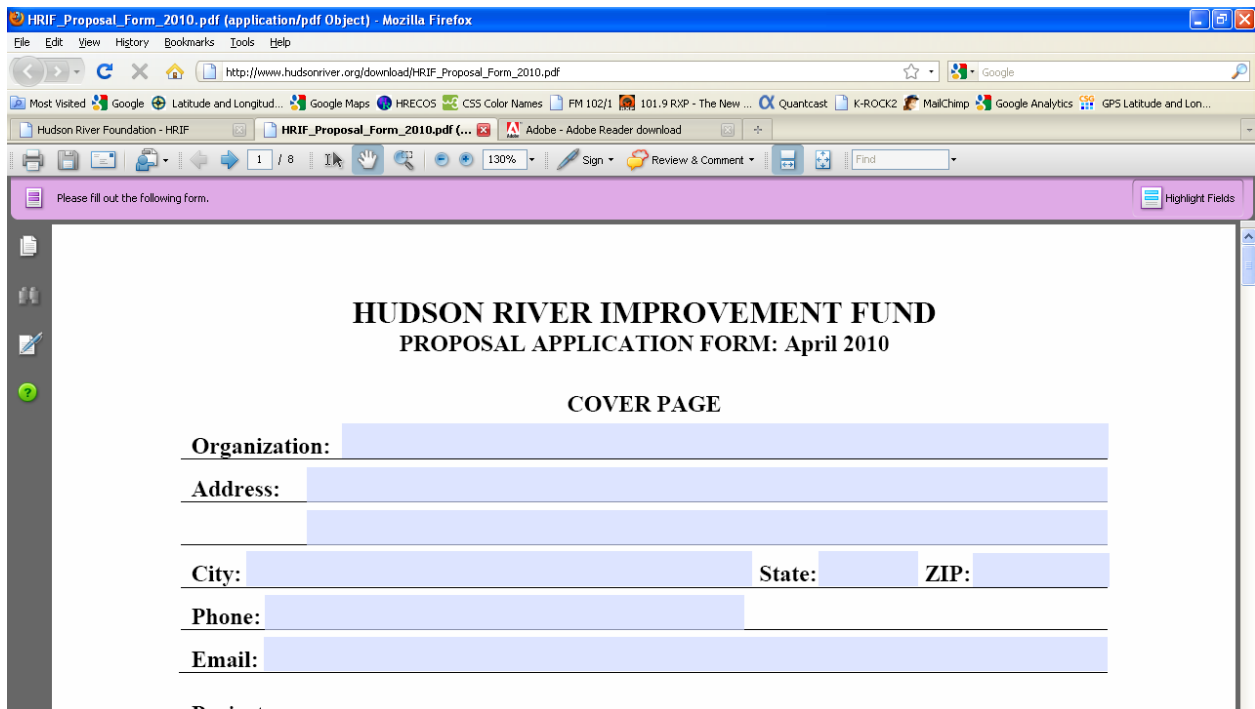 HRIF_Proposal_Form_2010.pdf (application/pdf Object) - Mozilla Firefox
File Edit View History Bookmarks Tools Help
http://www.hudsonriver.org/download/HRIF_Proposal_Form_2010.pdf Google
Most Visited Google Latitude and Longitud... Google Maps HRECOS CSS Color Names FM 102/1 101.9 RXP - The New ... Quantcast K-ROCK2 MailChimp Google Analytics GPS Latitude and Lon...
Hudson River Foundation - HRIF HRIF_Proposal_Form_2010.pdf (... Adobe - Adobe Reader download
1 / 8 130% Sign Review & Comment Find
Please fill out the following form. Highlight Fields
HUDSON RIVER IMPROVEMENT FUND
PROPOSAL APPLICATION FORM: April 2010
COVER PAGE
Organization:
Address:
City: State: ZIP:
Phone:
Email: